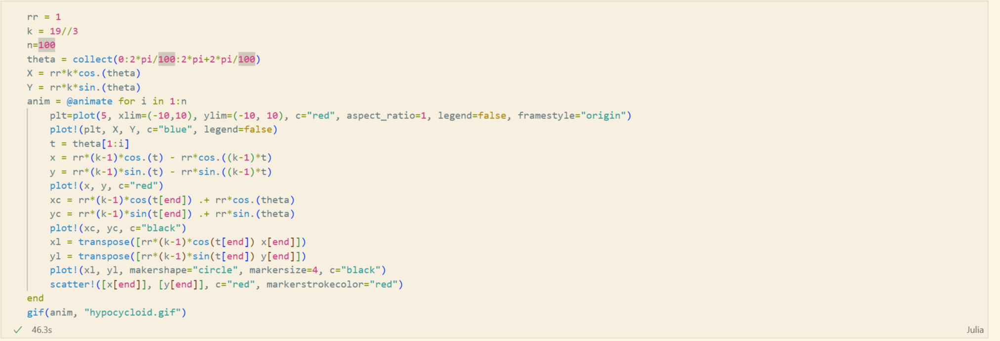 rr = 1
k = 19//3
n=100
theta = collect(0:2*pi/100:2*pi+2*pi/100)
X = rr*k*cos.(theta)
Y = rr*k*sin.(theta)
anim = @animate for i in 1:n
    plt=plot(5, xlim=(-10,10), ylim=(-10, 10), c="red", aspect_ratio=1, legend=false, framestyle="origin")
    plot!(plt, X, Y, c="blue", legend=false)
    t = theta[1:i]
    x = rr*(k-1)*cos.(t) - rr*cos.((k-1)*t)
    y = rr*(k-1)*sin.(t) - rr*sin.((k-1)*t)
    plot!(x, y, c="red")
    xc = rr*(k-1)*cos(t[end]) .+ rr*cos.(theta)
    yc = rr*(k-1)*sin(t[end]) .+ rr*sin.(theta)
    plot!(xc, yc, c="black")
    xl = transpose([rr*(k-1)*cos(t[end]) x[end]])
    yl = transpose([rr*(k-1)*sin(t[end]) y[end]])
    plot!(xl, yl, makershape="circle", markersize=4, c="black")
    scatter!([x[end]], [y[end]], c="red", markerstrokecolor="red")
end
gif(anim, "hypocycloid.gif")
46.3s
Julia